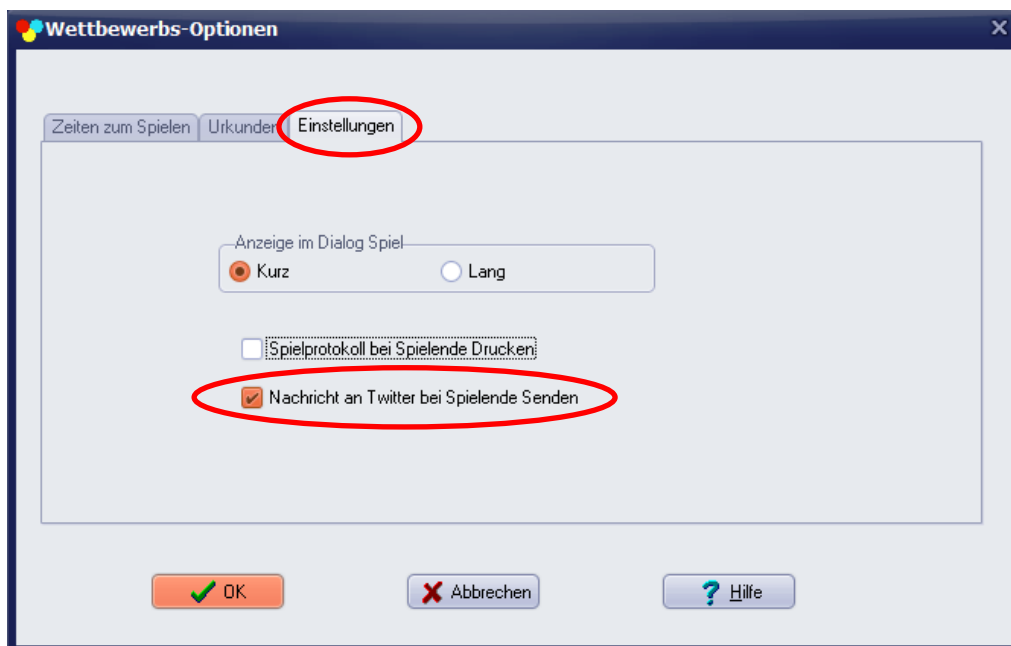 Wettbewerbs-Optionen
Zeiten zum Spielen Urkunden Einstellungen
Anzeige im Dialog Spiel
Kurz Lang
Spielprotokoll bei Spielende Drucken
Nachricht an Twitter bei Spielende Senden
OK Abbrechen Hilfe